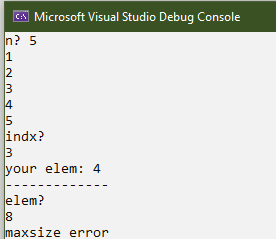 Microsoft Visual Studio Debug Console
n? 5
1
2
3
4
5
indx?
3
your elem: 4
-------------
elem?
8
maxsize error